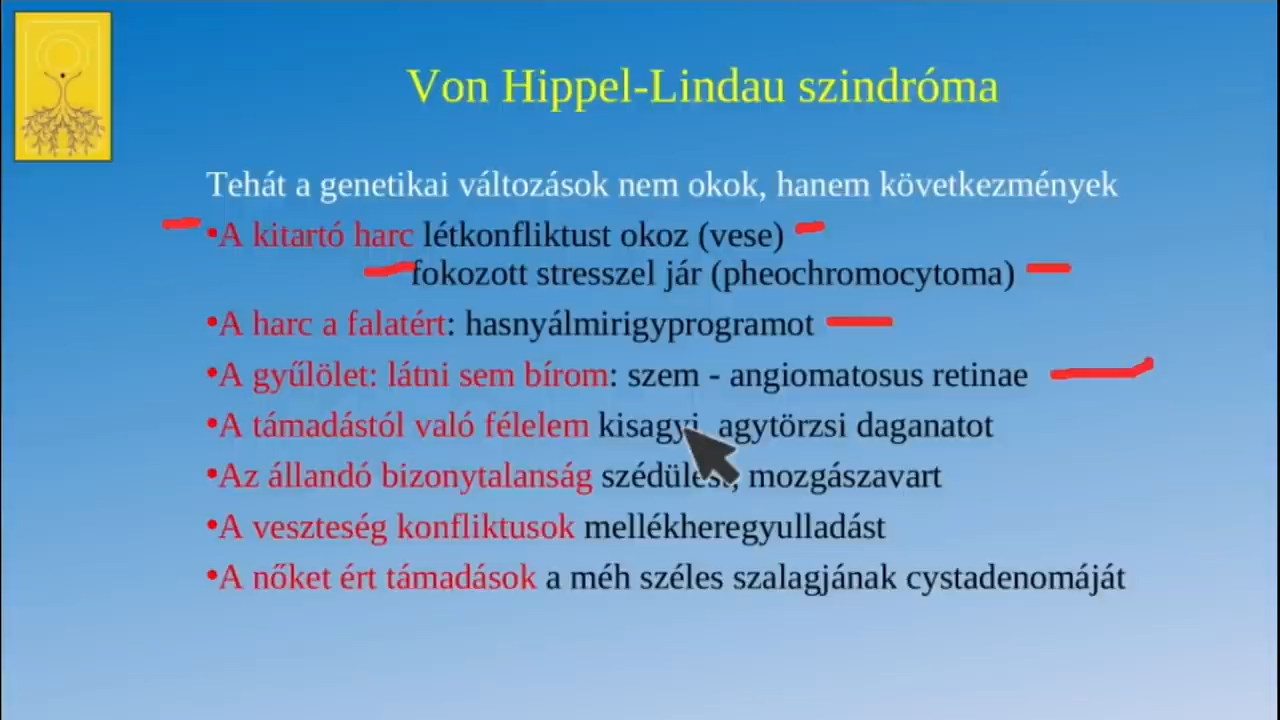 Von Hippel-Lindau szindróma
Tehát a genetikai változások nem okok, hanem következmények
•A kitartó harc létkonfliktust okoz (vese)
fokozott stresszel jár (pheochromocytoma)
•A harc a falatért: hasnyálmirigyprogramot
•A gyűlölet: látni sem bírom: szem - angiomatosus retinae
•A támadástól való félelem kisagyi, agytörzsi daganatot
•Az állandó bizonytalanság szédülést, mozgászavart
•A veszteség konfliktusok mellékheregyulladást
•A nőket ért támadások a méh széles szalagjának cystadenomáját